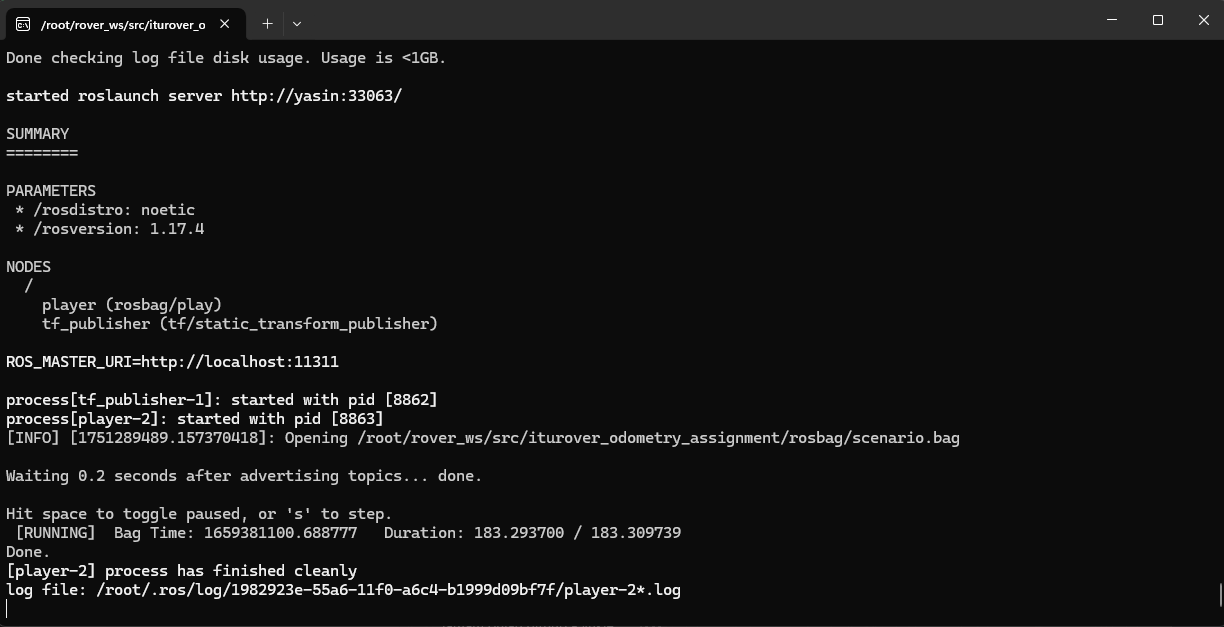 /root/rover_ws/src/iturover_o
Done checking log file disk usage. Usage is <1GB.
started roslaunch server http://yasin:33063/
SUMMARY
========
PARAMETERS
 * /rosdistro: noetic
 * /rosversion: 1.17.4
NODES
  /
    player (rosbag/play)
    tf_publisher (tf/static_transform_publisher)
ROS_MASTER_URI=http://localhost:11311
process[tf_publisher-1]: started with pid [8862]
process[player-2]: started with pid [8863]
[INFO] [1751289489.157370418]: Opening /root/rover_ws/src/iturover_odometry_assignment/rosbag/scenario.bag
Waiting 0.2 seconds after advertising topics... done.
Hit space to toggle paused, or 's' to step.
 [RUNNING]  Bag Time: 1659381100.688777   Duration: 183.293700 / 183.309739
Done.
[player-2] process has finished cleanly
log file: /root/.ros/log/1982923e-55a6-11f0-a6c4-b1999d09bf7f/player-2*.log